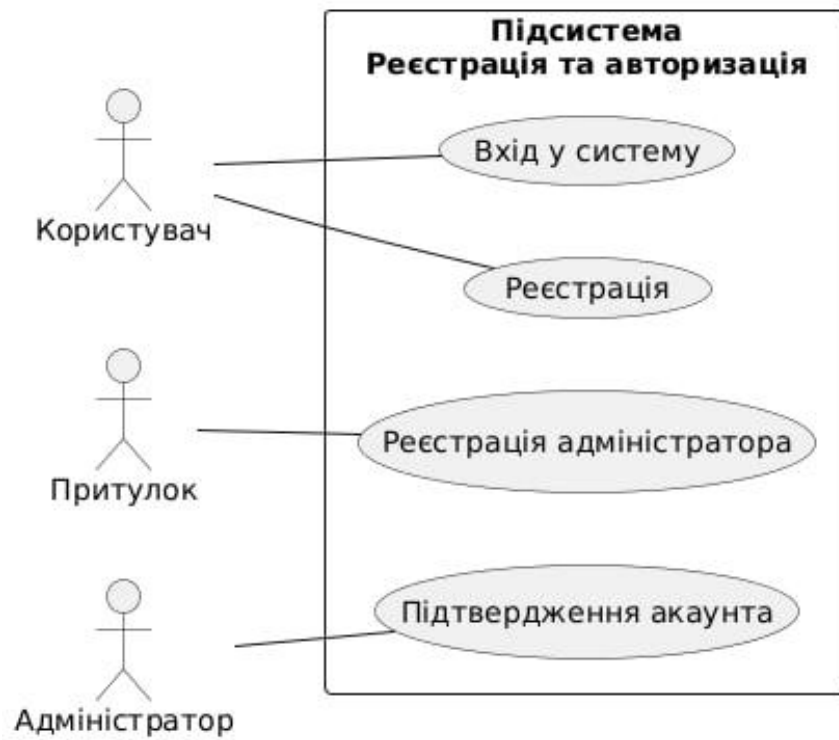 Підсистема
Реєстрація та авторизація
Вхід у систему
Користувач
Реєстрація
Реєстрація адміністратора
Притулок
Підтвердження акаунта
Адміністратор